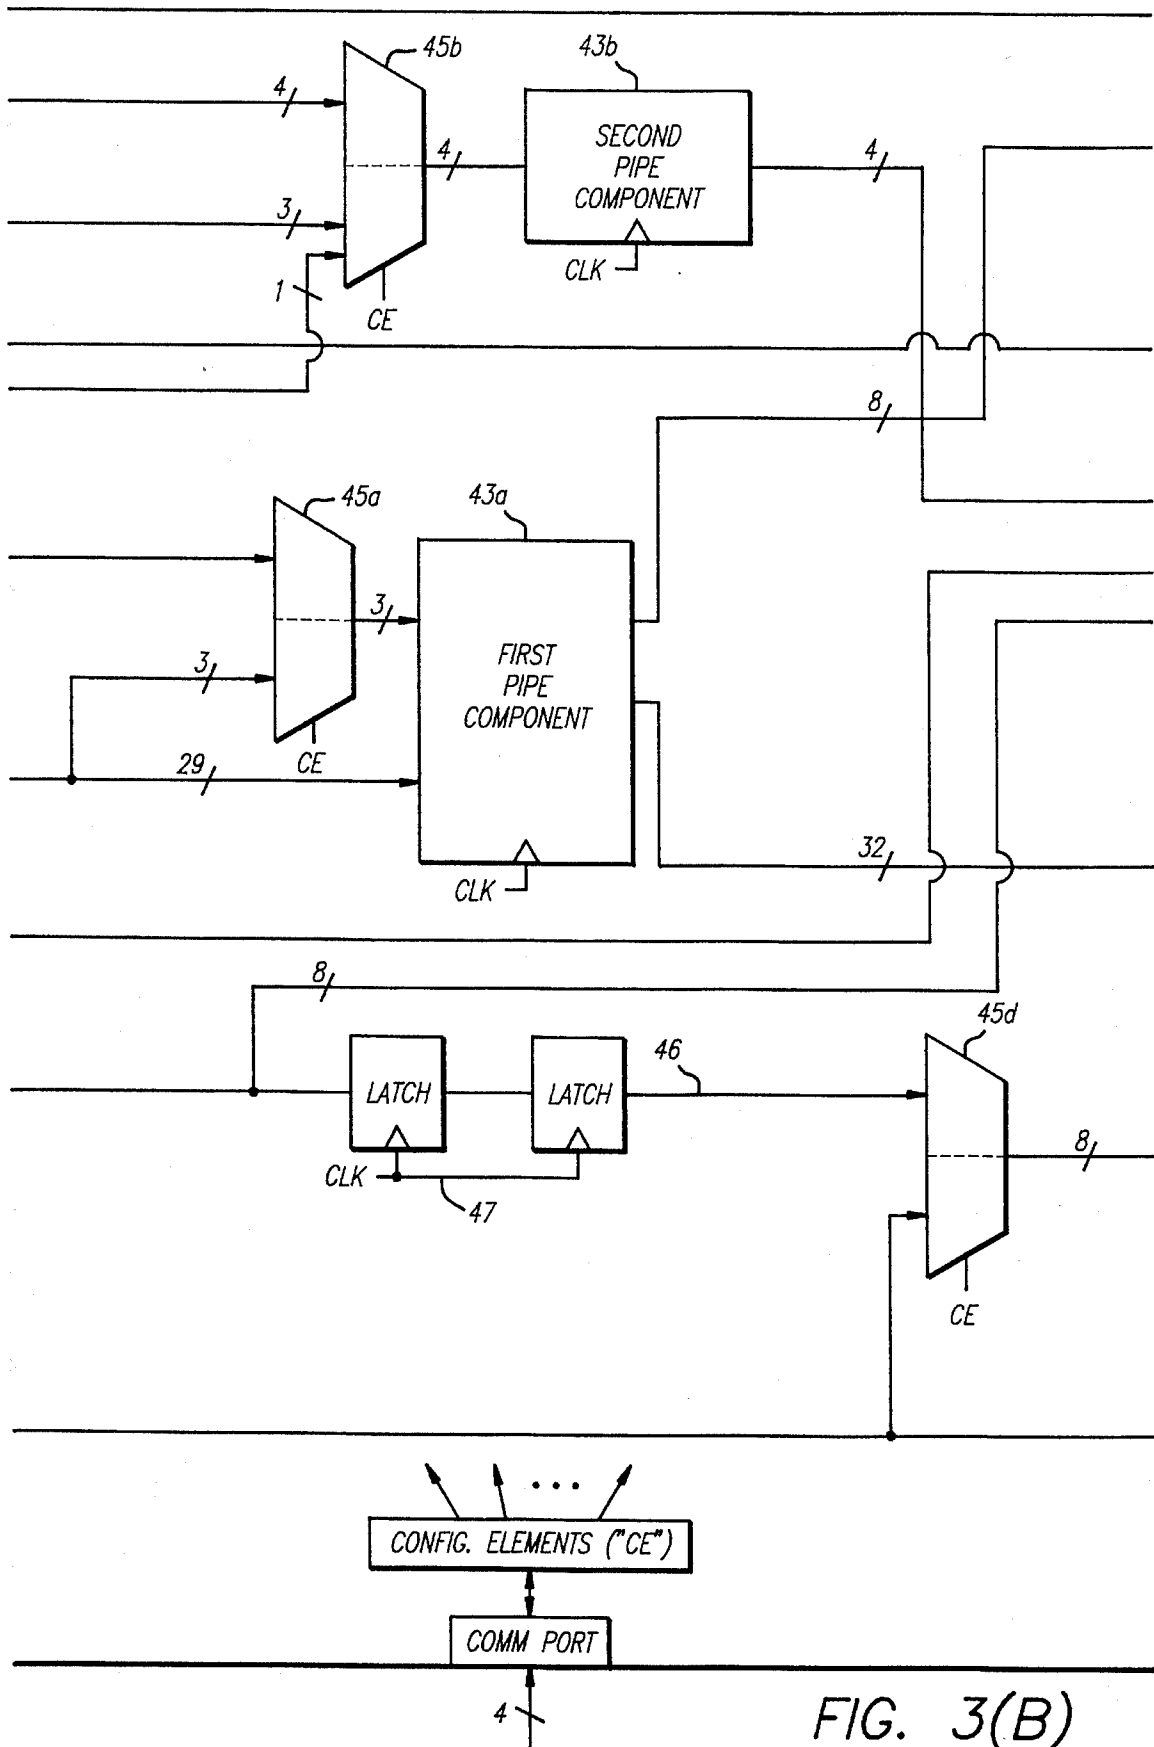 45b
43b
4
SECOND
PIPE
COMPONENT
4
4
3
CLK
1
CE
8
45a
43a
3
FIRST
PIPE
COMPONENT
3
CE
29
32
CLK
8
45d
46
LATCH
LATCH
8
CLK
47
CE
CONFIG. ELEMENTS ("CE")
COMM PORT
4
FIG. 3(B)